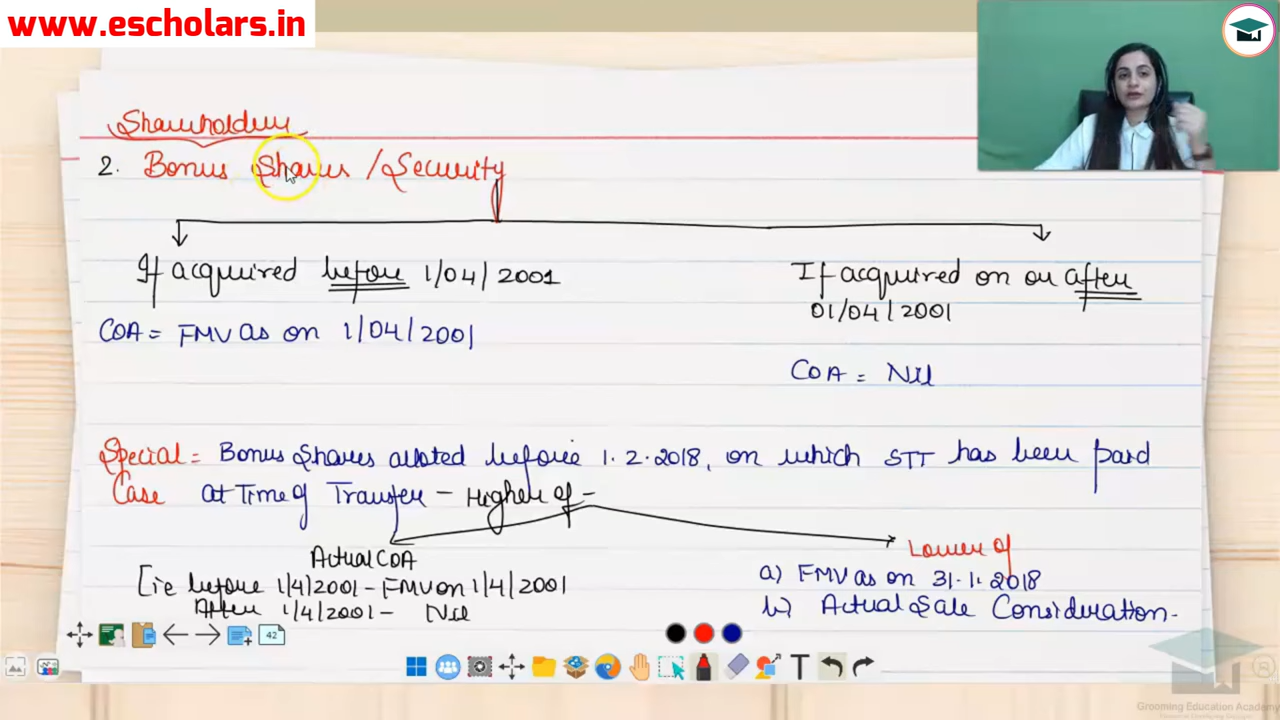 www.escholars.in
Shareholders
2. Bonus Shares / Security
If acquired before 1/04/2001
If acquired on or after
01/04/2001
COA = FMV as on 1/04/2001
COA = Nil
Special = Bonus Shares alloted before 1.2.2018, on which STT has been paid
Case at Time of Transfer - Higher of -
Actual COA
[ie before 1/4/2001 - FMV on 1/4/2001
After 1/4/2001 - Nil
Lower of
a) FMV as on 31.1.2018
b) Actual Sale Consideration.
42
T
Grooming Education Academy